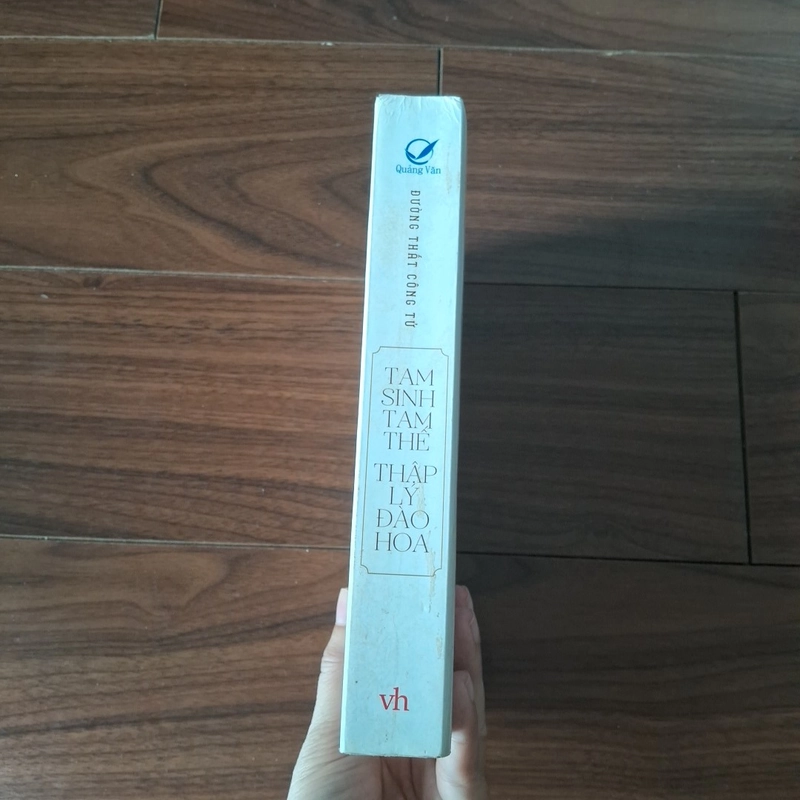 Quảng Văn
ĐƯỜNG THẤT CÔNG TỬ
TAM
SINH
TAM
THẾ
THẬP
LÝ
ĐÀO
HOA
vh